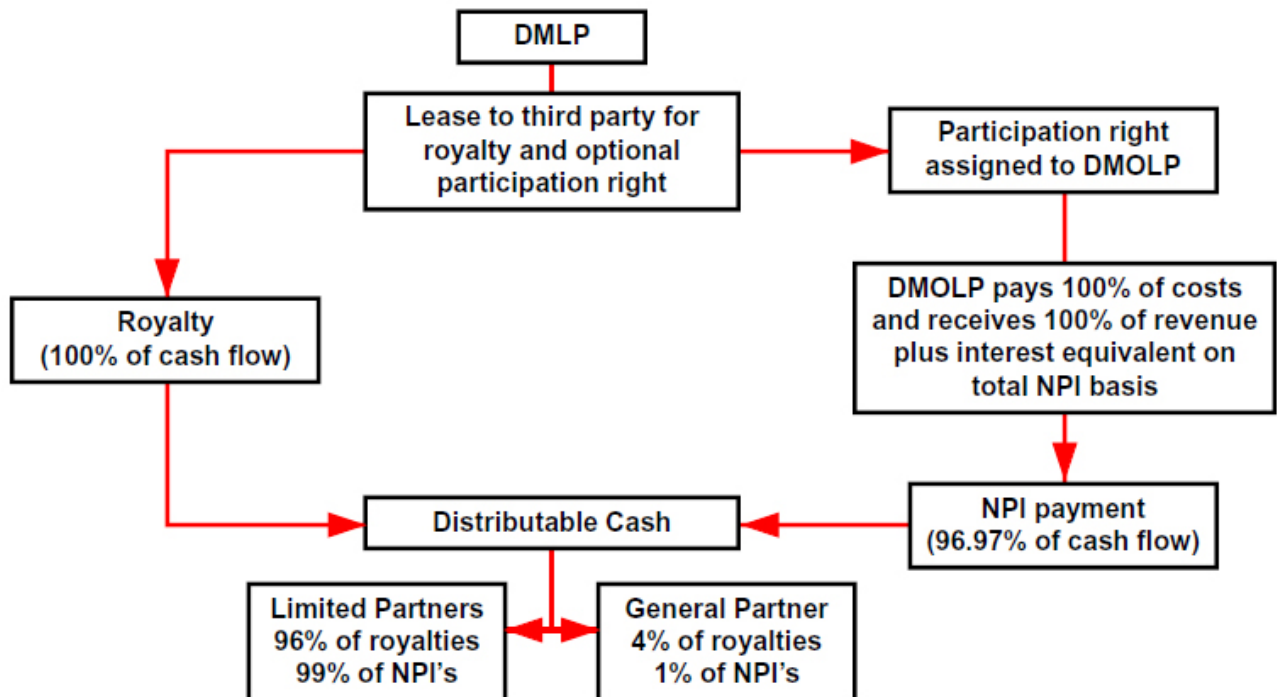 DMLP
Lease to third party for
royalty and optional
participation right
Participation right
assigned to DMOLP
Royalty
(100% of cash flow)
DMOLP pays 100% of costs
and receives 100% of revenue
plus interest equivalent on
total NPI basis
Distributable Cash
NPI payment
(96.97% of cash flow)
Limited Partners
96% of royalties
99% of NPI's
General Partner
4% of royalties
1% of NPI's